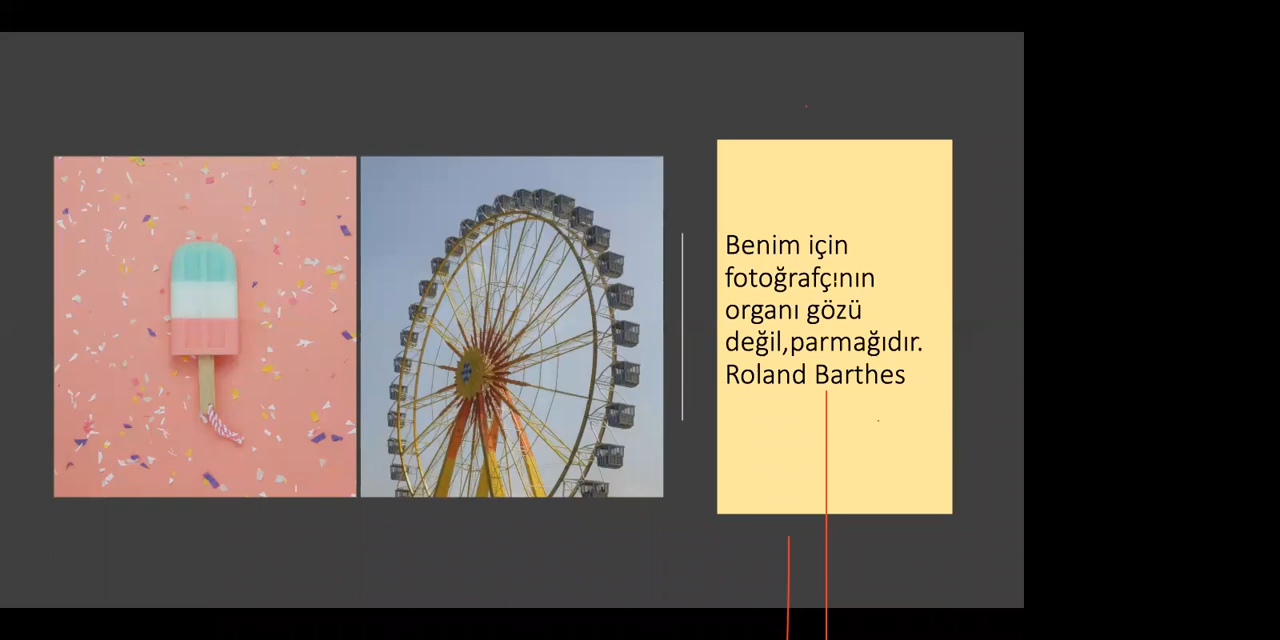 Benim için
fotoğrafçının
organı gözü
değil,parmağıdır.
Roland Barthes